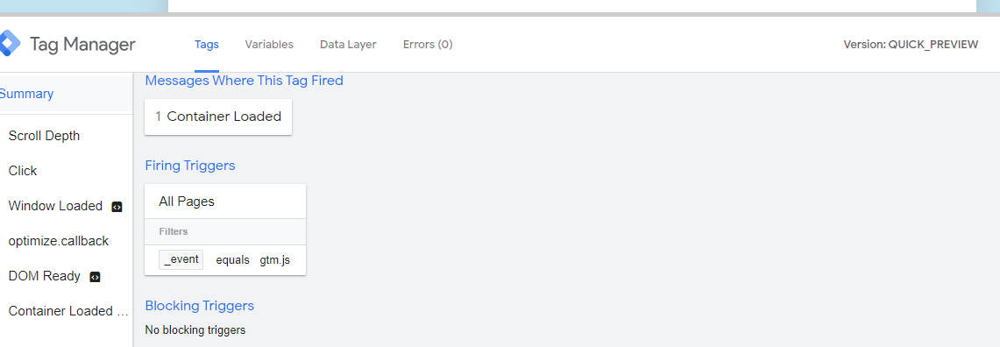 Tag Manager
Tags Variables Data Layer Errors (0)
Version: QUICK_PREVIEW
Summary
Scroll Depth
Click
Window Loaded
optimize.callback
DOM Ready
Container Loaded ...
Messages Where This Tag Fired
1 Container Loaded
Firing Triggers
All Pages
Filters
_event equals gtm.js
Blocking Triggers
No blocking triggers